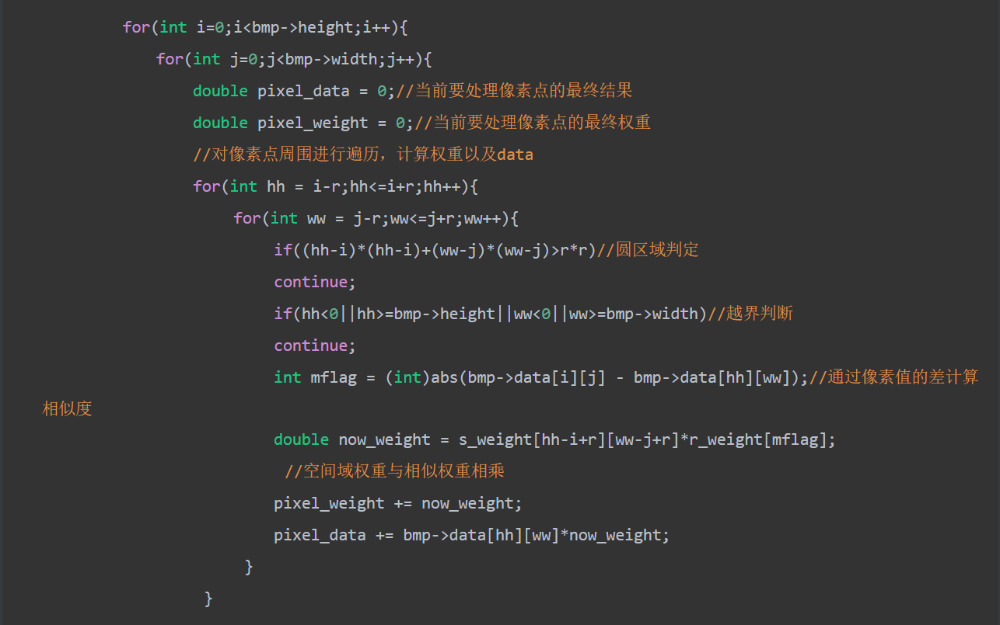 for(int i=0;i<bmp->height;i++){
for(int j=0;j<bmp->width;j++){
double pixel_data = 0;//当前要处理像素点的最终结果
double pixel_weight = 0;//当前要处理像素点的最终权重
//对像素点周围进行遍历，计算权重以及data
for(int hh = i-r;hh<=i+r;hh++){
for(int ww = j-r;ww<=j+r;ww++){
if((hh-i)*(hh-i)+(ww-j)*(ww-j)>r*r)//圆区域判定
continue;
if(hh<0||hh>=bmp->height||ww<0||ww>=bmp->width)//越界判断
continue;
int mflag = (int)abs(bmp->data[i][j] - bmp->data[hh][ww]);//通过像素值的差计算
相似度
double now_weight = s_weight[hh-i+r][ww-j+r]*r_weight[mflag];
//空间域权重与相似权重相乘
pixel_weight += now_weight;
pixel_data += bmp->data[hh][ww]*now_weight;
}
}